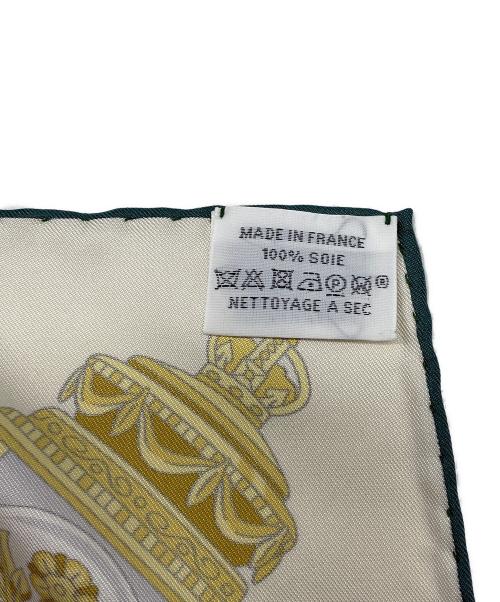 MADE IN FRANCE
100% SOIE
P W ®
NETTOYAGE A SEC